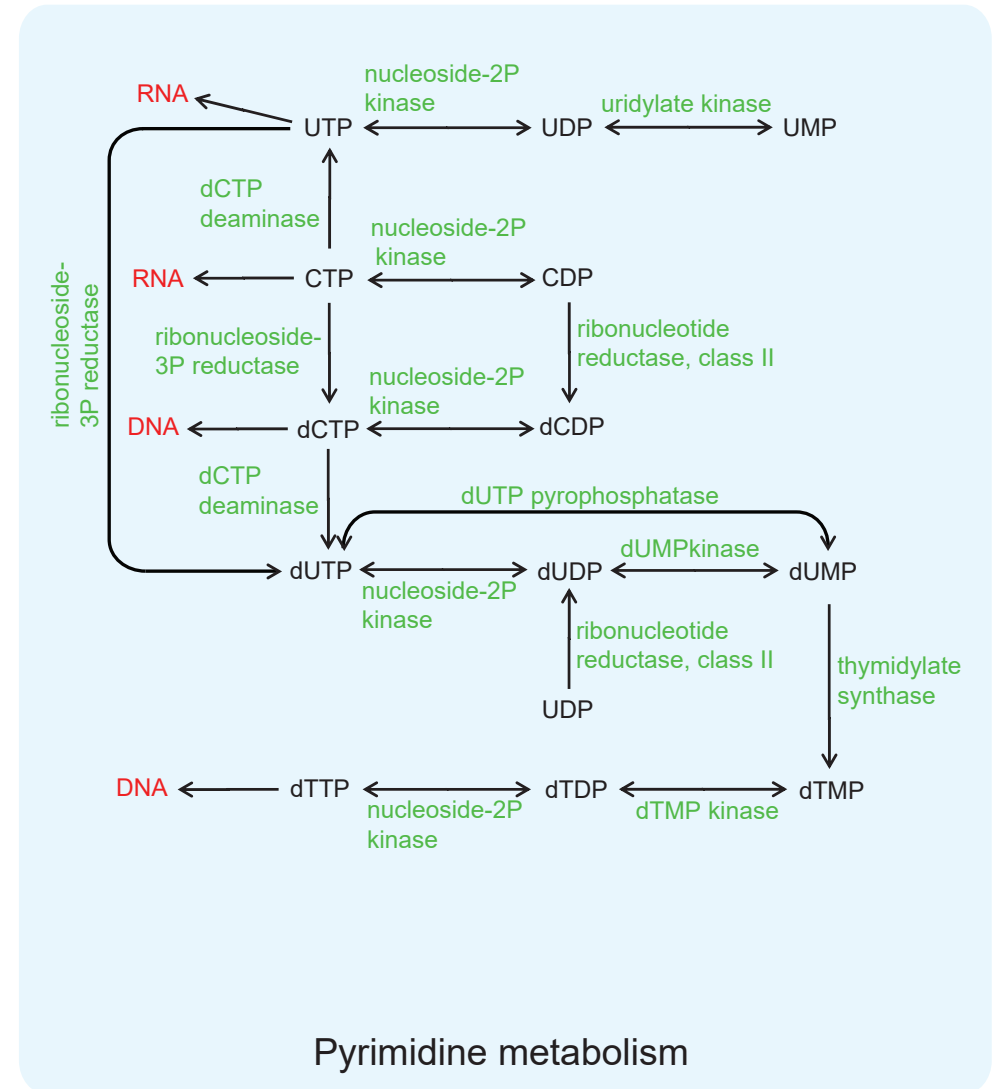 nucleoside-2P
kinase
RNA
uridylate kinase
UTP
UDP
UMP
dCTP
deaminase
nucleoside-2P
kinase
RNA
CTP
CDP
ribonucleoside-
3P reductase
ribonucleoside-
3P reductase
ribonucleotide
reductase, class II
nucleoside-2P
kinase
DNA
dCTP
dCDP
dCTP
deaminase
dUTP pyrophosphatase
dUMPkinase
dUTP
dUDP
dUMP
nucleoside-2P
kinase
ribonucleotide
reductase, class II
thymidylate
synthase
UDP
DNA
dTTP
dTDP
dTMP
nucleoside-2P
kinase
dTMP kinase
Pyrimidine metabolism